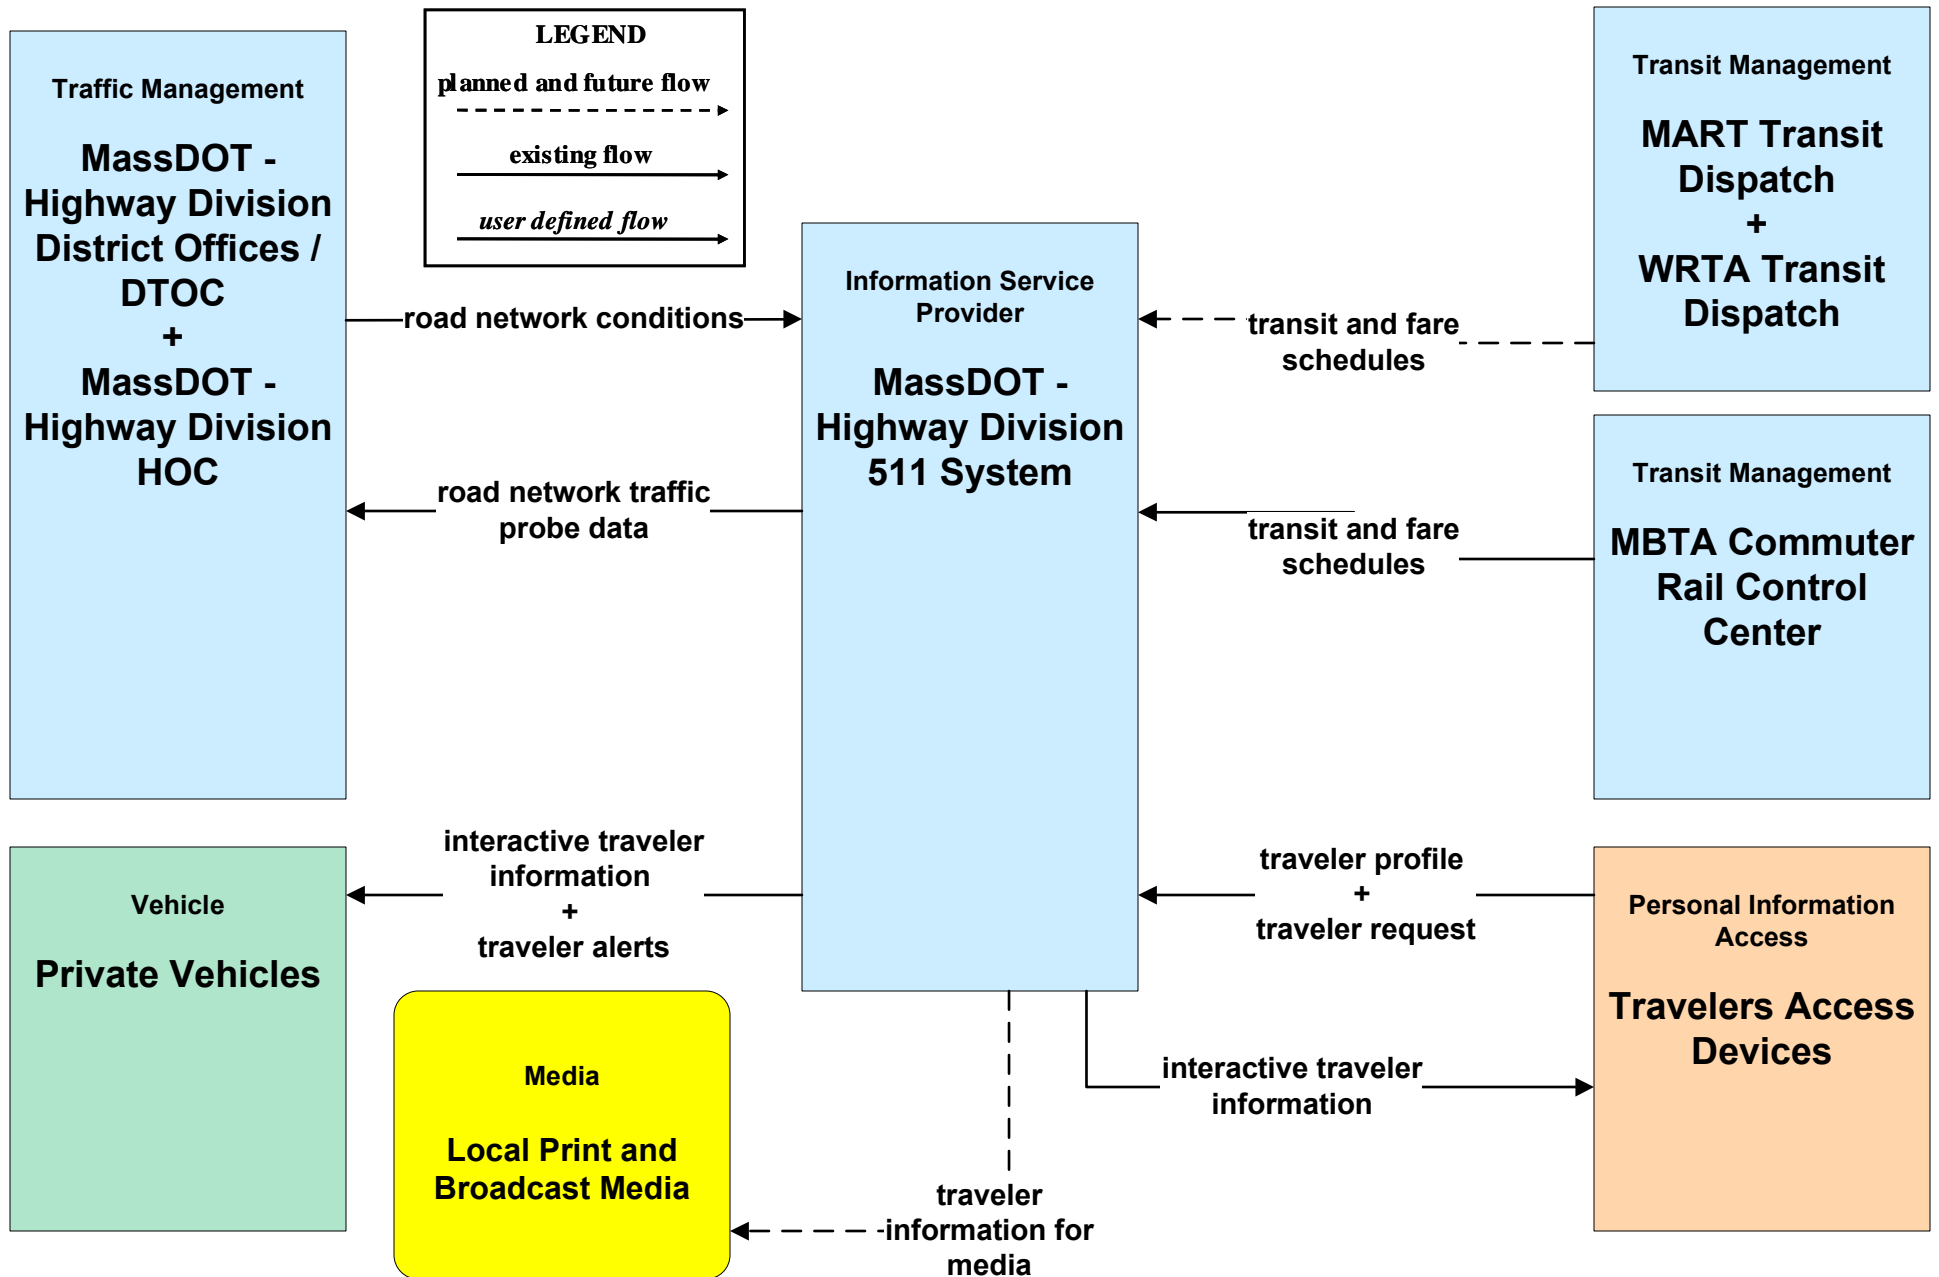 LEGEND
planned and future flow
existing flow
user defined flow
Traffic Management
MassDOT -
Highway Division
District Offices /
DTOC
+
MassDOT -
Highway Division
HOC
road network conditions
road network traffic
probe data
Information Service
Provider
MassDOT -
Highway Division
511 System
Transit Management
MART Transit
Dispatch
+
WRTA Transit
Dispatch
transit and fare
schedules
Transit Management
MBTA Commuter
Rail Control
Center
transit and fare
schedules
Vehicle
Private Vehicles
interactive traveler
information
+
traveler alerts
Media
Local Print and
Broadcast Media
traveler
information for
media
traveler profile
+
traveler request
interactive traveler
information
Personal Information
Access
Travelers Access
Devices